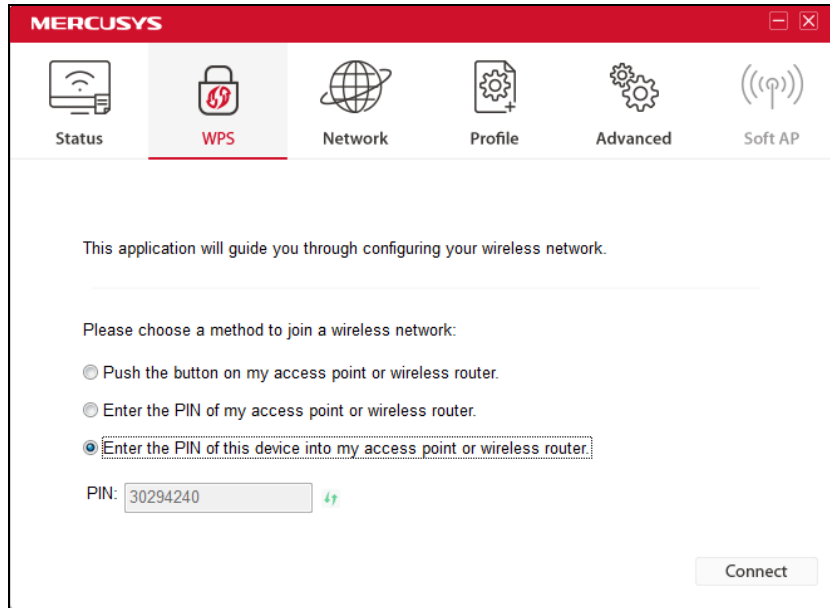 MERCUSYS
Status WPS Network Profile Advanced Soft AP
This application will guide you through configuring your wireless network.
Please choose a method to join a wireless network:
Push the button on my access point or wireless router.
Enter the PIN of my access point or wireless router.
Enter the PIN of this device into my access point or wireless router.
PIN: 30294240
Connect